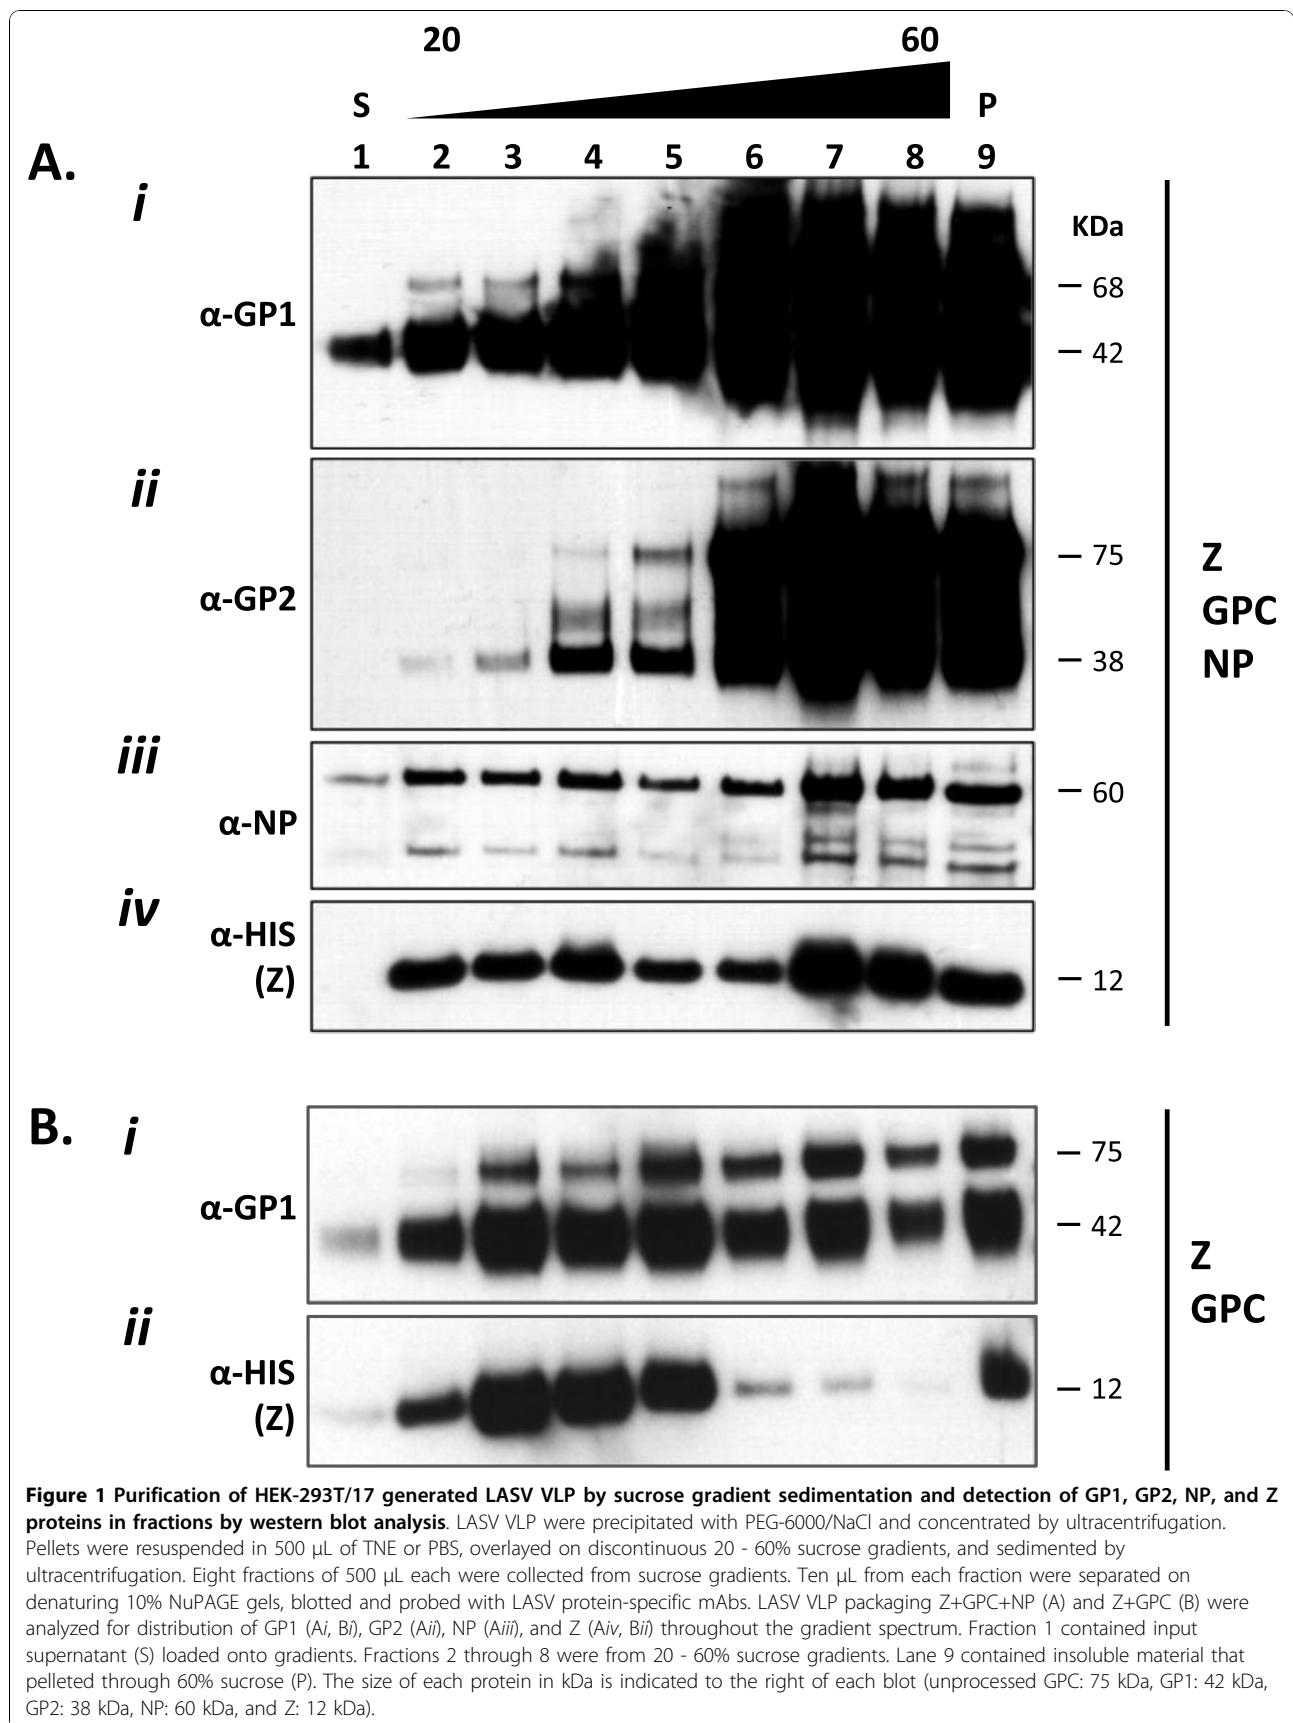 20 60
S P
A. 1 2 3 4 5 6 7 8 9
i
KDa
α-GP1
68
42
ii
α-GP2
75
38
Z
GPC
NP
iii
α-NP
60
iv
α-HIS
(Z)
12
B.
i
α-GP1
75
42
ii
α-HIS
(Z)
12
Z
GPC
Figure 1 Purification of HEK-293T/17 generated LASV VLP by sucrose gradient sedimentation and detection of GP1, GP2, NP, and Z
proteins in fractions by western blot analysis. LASV VLP were precipitated with PEG-6000/NaCl and concentrated by ultracentrifugation.
Pellets were resuspended in 500 μL of TNE or PBS, overlayed on discontinuous 20 - 60% sucrose gradients, and sedimented by
ultracentrifugation. Eight fractions of 500 μL each were collected from sucrose gradients. Ten μL from each fraction were separated on
denaturing 10% NuPAGE gels, blotted and probed with LASV protein-specific mAbs. LASV VLP packaging Z+GPC+NP (A) and Z+GPC (B) were
analyzed for distribution of GP1 (Ai, Bi), GP2 (Aii), NP (Aiii), and Z (Aiv, Bii) throughout the gradient spectrum. Fraction 1 contained input
supernatant (S) loaded onto gradients. Fractions 2 through 8 were from 20 - 60% sucrose gradients. Lane 9 contained insoluble material that
pelleted through 60% sucrose (P). The size of each protein in kDa is indicated to the right of each blot (unprocessed GPC: 75 kDa, GP1: 42 kDa,
GP2: 38 kDa, NP: 60 kDa, and Z: 12 kDa).